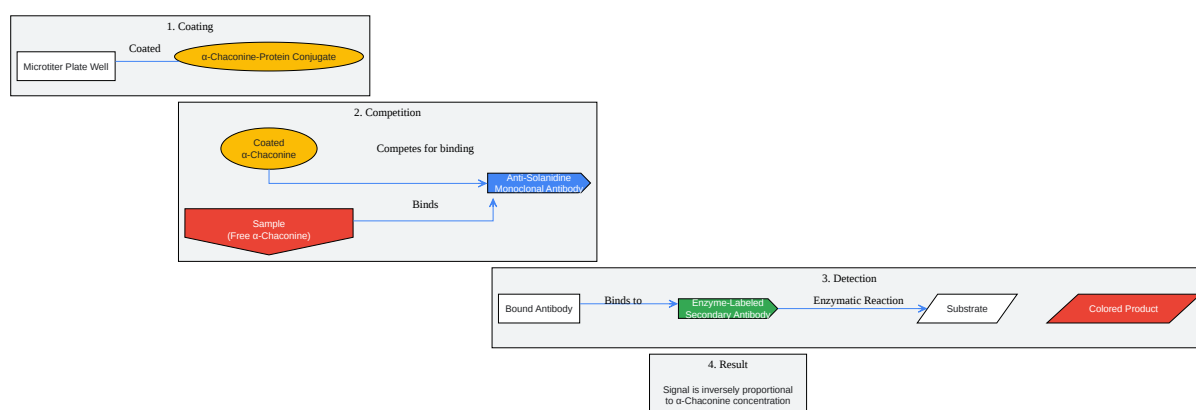 1. Coating
Coated
Microtiter Plate Well
α-Chaconine-Protein Conjugate
2. Competition
Coated
α-Chaconine
Competes for binding
Anti-Solanidine
Monoclonal Antibody
Binds
Sample
(Free α-Chaconine)
3. Detection
Bound Antibody
Binds to
Enzyme-Labeled
Secondary Antibody
Enzymatic Reaction
Substrate
Colored Product
4. Result
Signal is inversely proportional
to α-Chaconine concentration